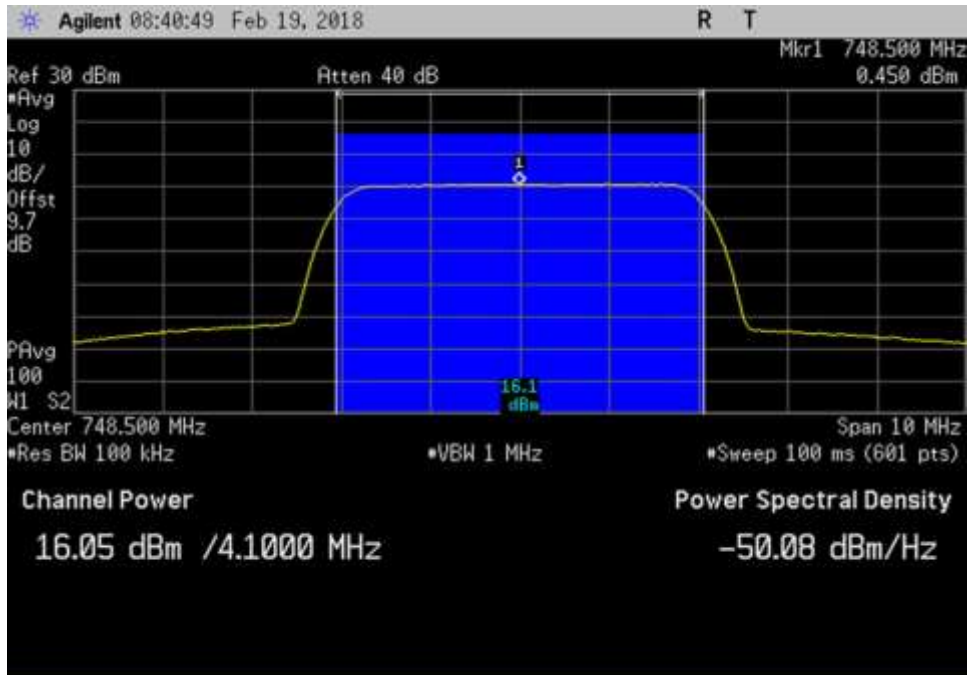 Agilent 08:40:49 Feb 19, 2018 R T
Mkr1 748.500 MHz
Ref 30 dBm Atten 40 dB 0.450 dBm
*Avg
Log
10
dB/
Offst
9.7
dB
1
PAvg
100
W1 S2
16.1
dBm
Center 748.500 MHz Span 10 MHz
*Res BW 100 kHz *VBW 1 MHz *Sweep 100 ms (601 pts)
Channel Power Power Spectral Density
16.05 dBm /4.1000 MHz -50.08 dBm/Hz